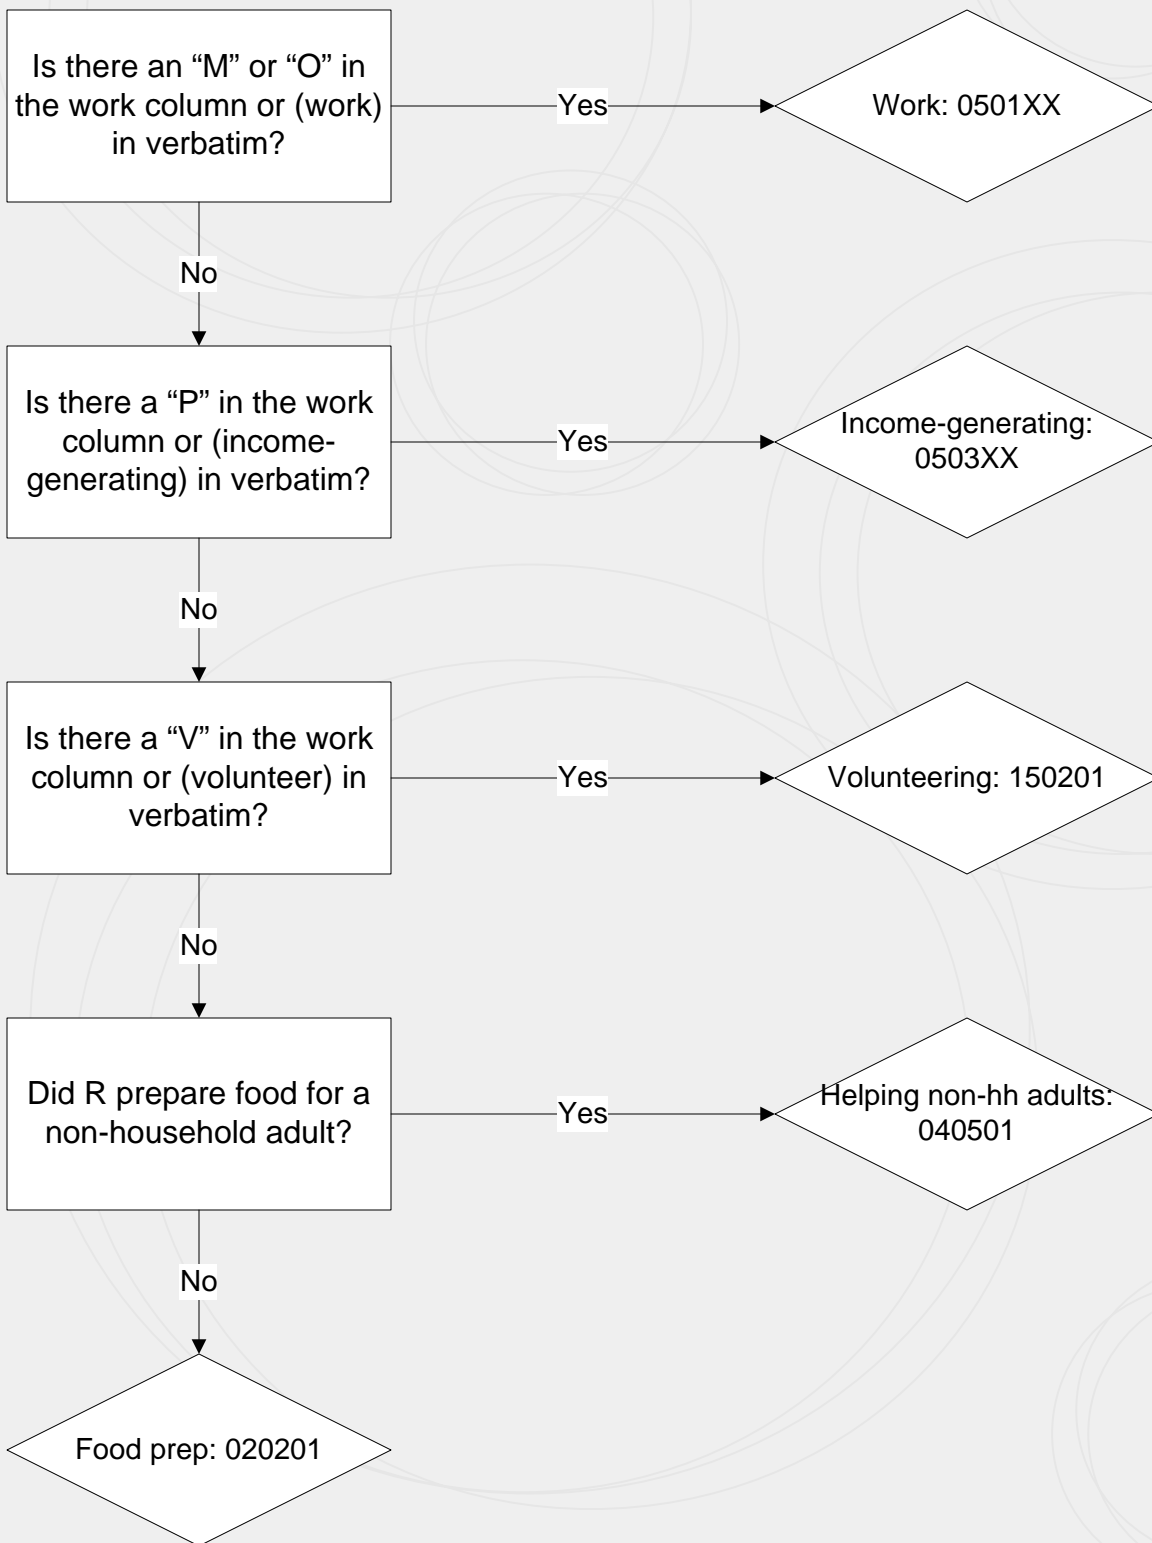 Is there an “M” or “O” in
the work column or (work)
in verbatim?
Yes
Work: 0501XX
No
Is there a “P” in the work
column or (income-
generating) in verbatim?
Yes
Income-generating:
0503XX
No
Is there a “V” in the work
column or (volunteer) in
verbatim?
Yes
Volunteering: 150201
No
Did R prepare food for a
non-household adult?
Yes
Helping non-hh adults:
040501
No
Food prep: 020201